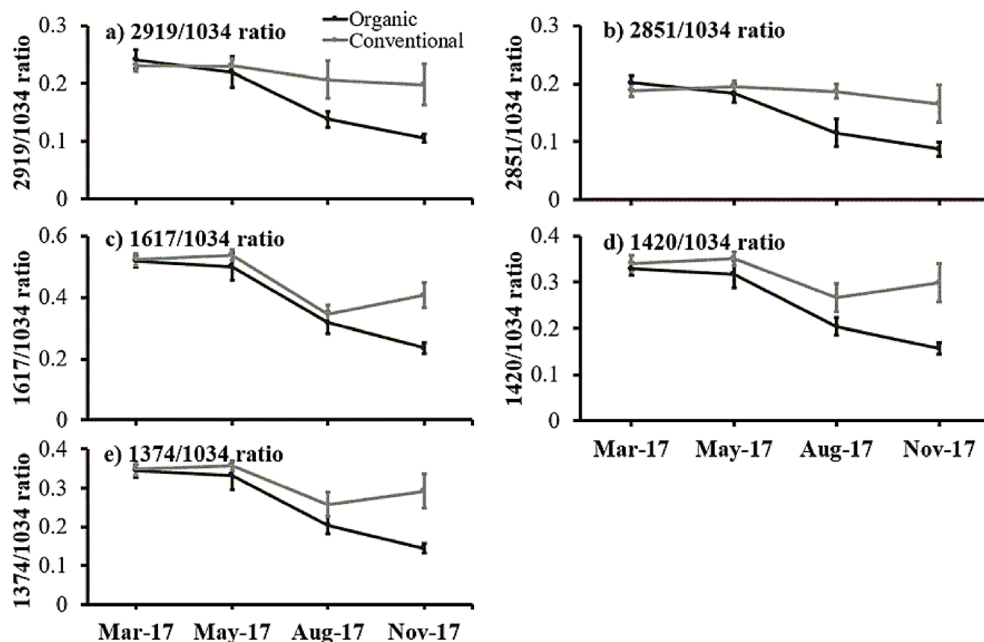 Organic
Conventional
a) 2919/1034 ratio
2919/1034 ratio
0.3
0.2
0.1
0
b) 2851/1034 ratio
2851/1034 ratio
0.3
0.2
0.1
0
c) 1617/1034 ratio
1617/1034 ratio
0.6
0.4
0.2
0
d) 1420/1034 ratio
1420/1034 ratio
0.4
0.3
0.2
0.1
0
Mar-17 May-17 Aug-17 Nov-17
e) 1374/1034 ratio
1374/1034 ratio
0.4
0.3
0.2
0.1
0
Mar-17 May-17 Aug-17 Nov-17